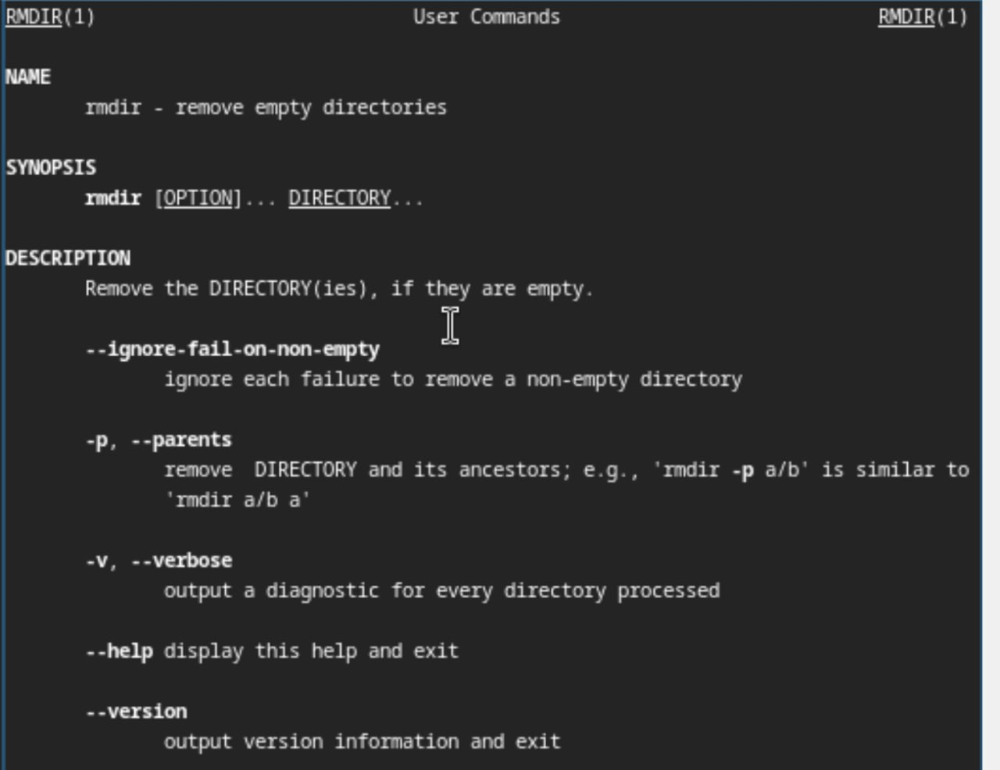 RMDIR(1) User Commands RMDIR(1)
NAME
rmdir - remove empty directories
SYNOPSIS
rmdir [OPTION]... DIRECTORY...
DESCRIPTION
Remove the DIRECTORY(ies), if they are empty.
--ignore-fail-on-non-empty
ignore each failure to remove a non-empty directory
-p, --parents
remove  DIRECTORY and its ancestors; e.g., 'rmdir -p a/b' is similar to
'rmdir a/b a'
-v, --verbose
output a diagnostic for every directory processed
--help display this help and exit
--version
output version information and exit